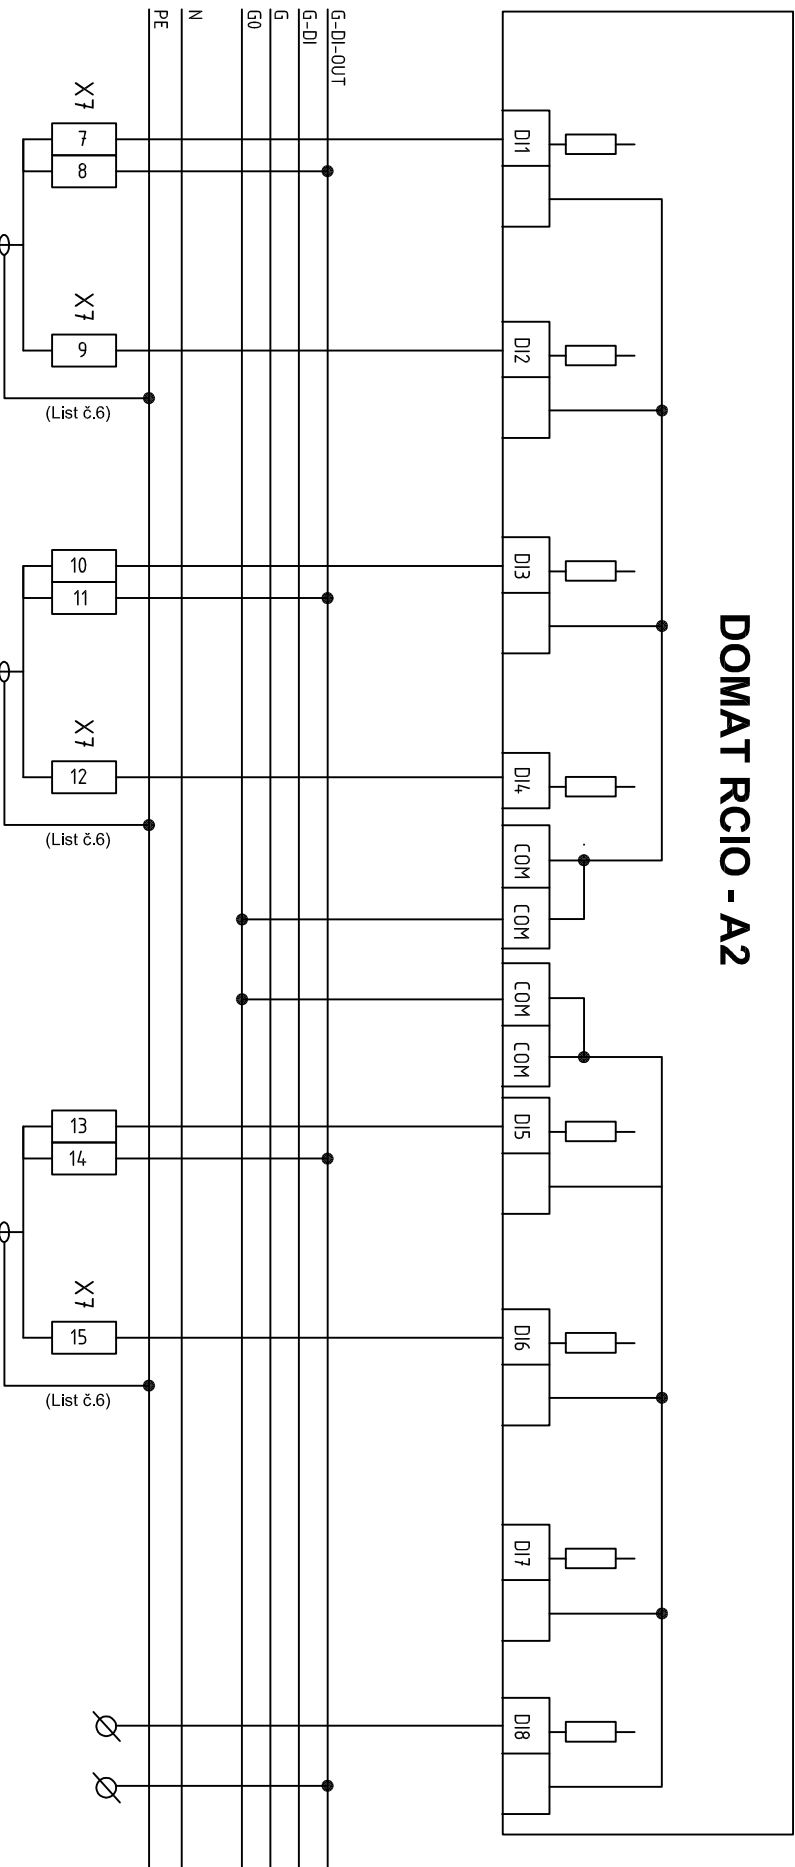 DOMAT RCIO - A2
DI1
DI2
DI3
DI4
COM
COM
COM
COM
DI5
DI6
DI7
DI8
G-DI-OUT
G-DI
G
G0
N
PE
X7
7
8
X7
9
(List č.6)
10
11
X7
12
(List č.6)
13
14
X7
15
(List č.6)